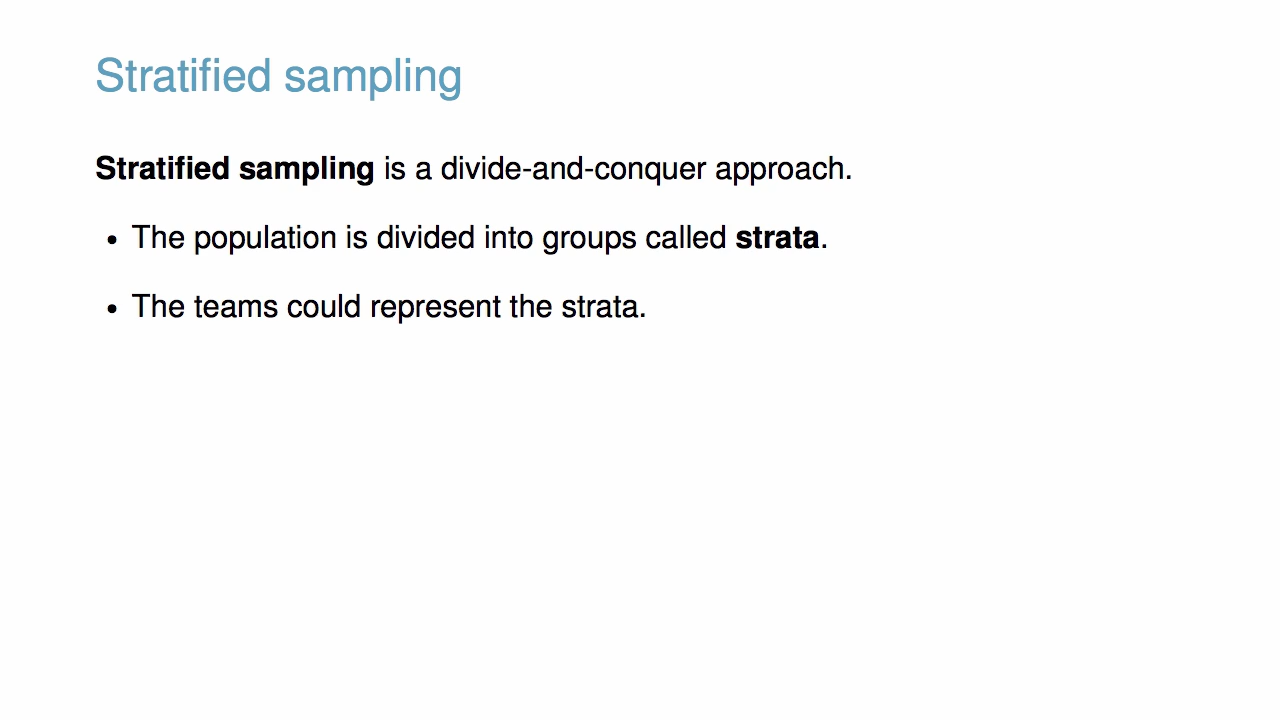 Stratified sampling
Stratified sampling is a divide-and-conquer approach.
• The population is divided into groups called strata.
• The teams could represent the strata.